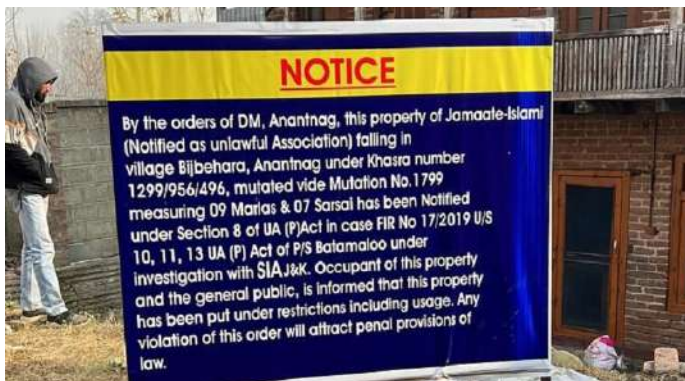 NOTICE
By the orders of DM, Anantnag, this property of Jamaate-Islami
(Notified as unlawful Association) falling in
village Bijbehara, Anantnag under Khasra number
1299/956/496, mutated vide Mutation No.1799
measuring 09 Marlas & 07 Sarsai has been Notified
under Section 8 of UA (P)Act in case FIR No 17/2019 U/S
10, 11, 13 UA (P) Act of P/S Batamaloo under
investigation with SIA J&K. Occupant of this property
and the general public, is informed that this property
has been put under restrictions including usage. Any
violation of this order will attract penal provisions of
law.